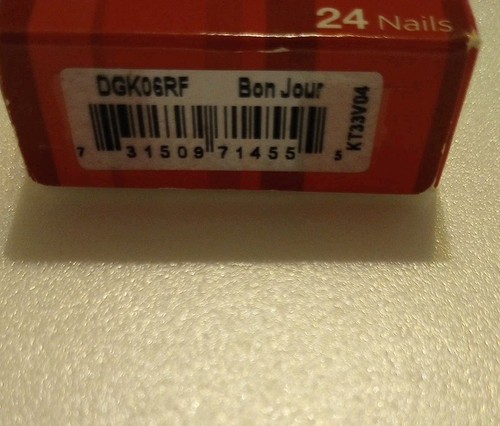 24 Nails
DGK06RF Bon Jour
7 31509 71455 5
KT33V04